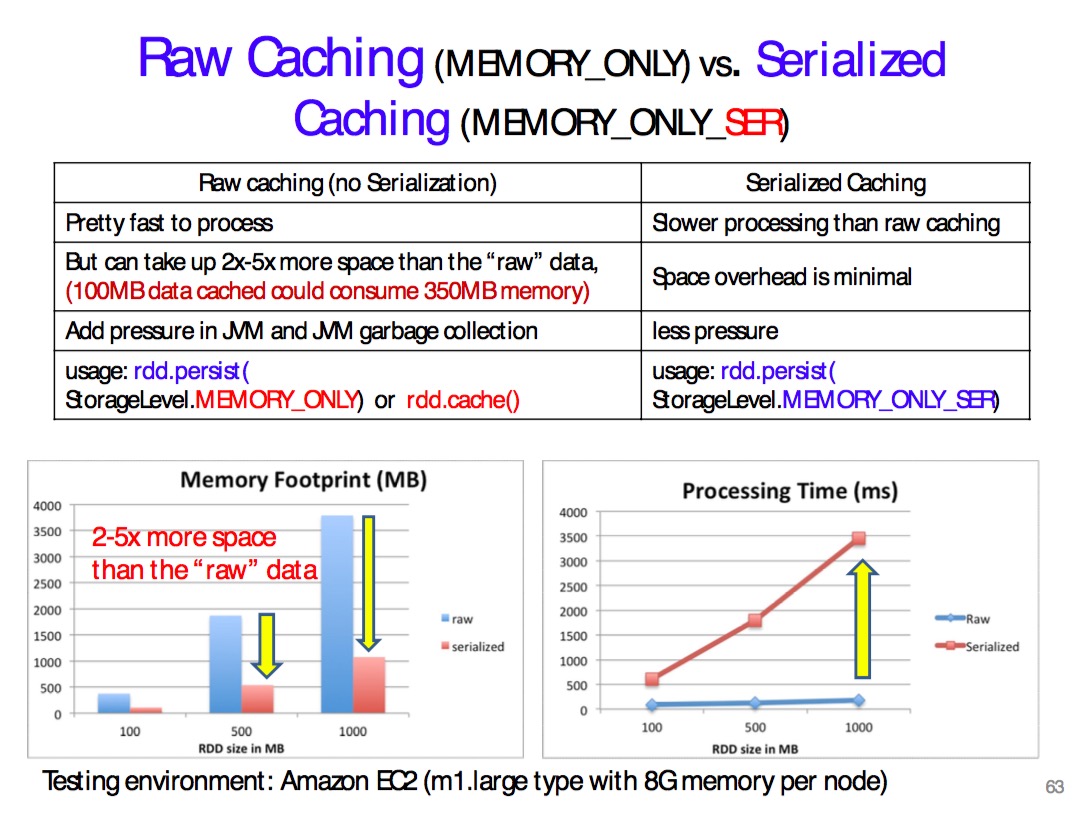 Raw Caching (MEMORY_ONLY) vs. Serialized
Caching (MEMORY_ONLY_SER)
Raw caching (no Serialization)
Serialized Caching
Pretty fast to process
Slower processing than raw caching
But can take up 2x-5x more space than the “raw” data,
(100MB data cached could consume 350MB memory)
Space overhead is minimal
Add pressure in JVM and JVM garbage collection
less pressure
usage: rdd.persist(
StorageLevel.MEMORY_ONLY) or rdd.cache()
usage: rdd.persist(
StorageLevel.MEMORY_ONLY_SER)
Memory Footprint (MB)
4000
3500
3000
2500
2000
1500
1000
500
0
2-5x more space
than the “raw” data
raw
serialized
100 500 1000
RDD size in MB
Processing Time (ms)
4000
3500
3000
2500
2000
1500
1000
500
0
Raw
Serialized
100 500 1000
RDD size in MB
Testing environment: Amazon EC2 (m1.large type with 8G memory per node)
63